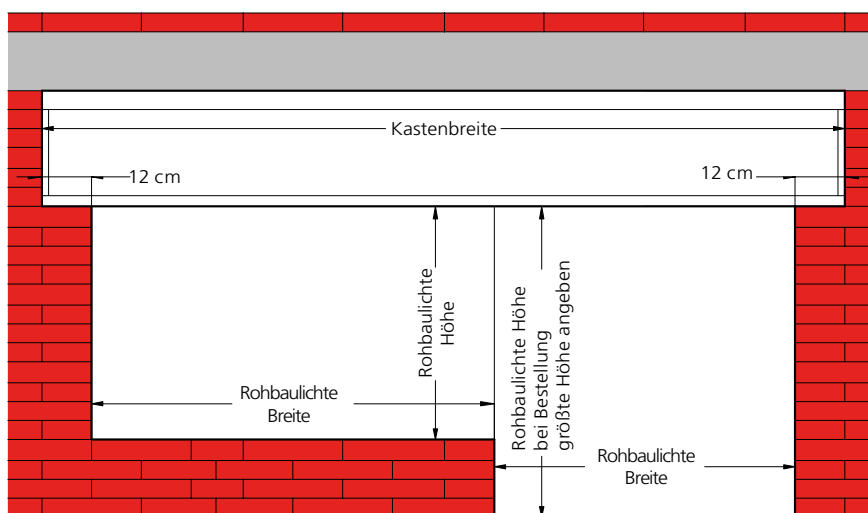 Kastenbreite
12 cm
12 cm
Rohbaulichte
Höhe
Rohbaulichte Höhe
bei Bestellung
größte Höhe angeben
Rohbaulichte
Breite
Rohbaulichte
Breite